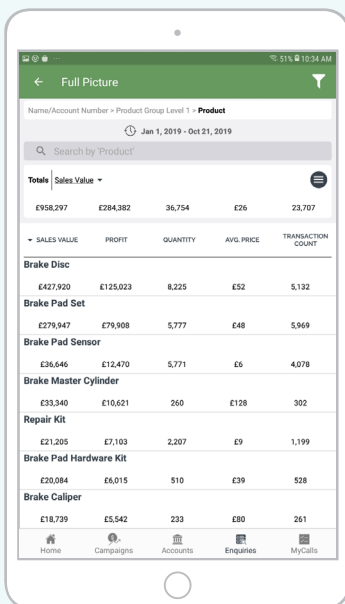 51% 10:34 AM
Full Picture
Name/Account Number > Product Group Level 1 > Product
Jan 1, 2019 - Oct 21, 2019
Search by 'Product'
Totals Sales Value
£958,297 £284,382 36,754 £26 23,707
SALES VALUE PROFIT QUANTITY AVG. PRICE TRANSACTION COUNT
Brake Disc
£427,920 £125,023 8,225 £52 5,132
Brake Pad Set
£279,947 £79,908 5,777 £48 5,969
Brake Pad Sensor
£36,646 £12,470 5,771 £6 4,078
Brake Master Cylinder
£33,340 £10,621 260 £128 302
Repair Kit
£21,205 £7,103 2,207 £9 1,199
Brake Pad Hardware Kit
£20,084 £6,015 510 £39 528
Brake Caliper
£18,739 £5,542 233 £80 261
Home Campaigns Accounts Enquiries MyCalls